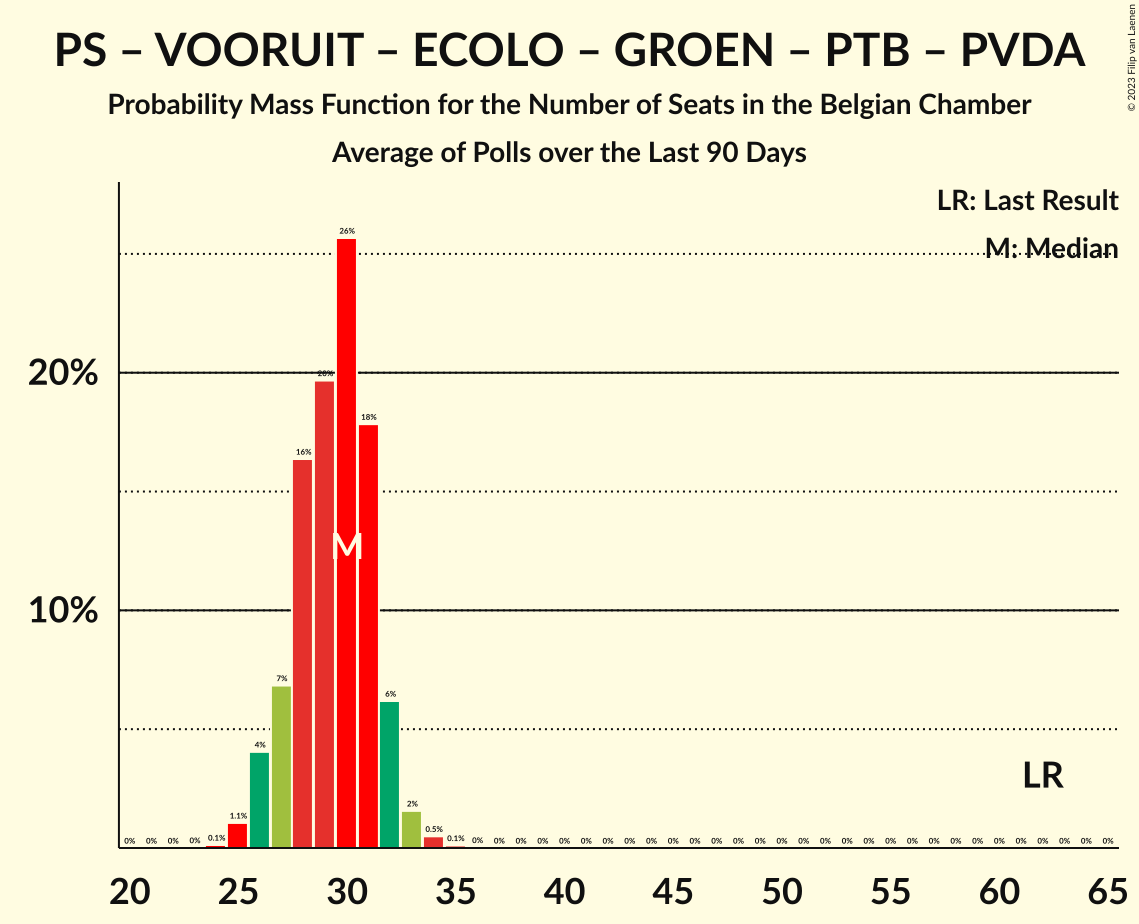 PS – VOORUIT – ECOLO – GROEN – PTB – PVDA
Probability Mass Function for the Number of Seats in the Belgian Chamber
Average of Polls over the Last 90 Days
© 2023 Filip van Laenen
LR: Last Result
M: Median
20%
10%
0% 0% 0% 0% 0.1% 1.1% 4% 7% 16% 20% 26% 18% 6% 2% 0.5% 0.1% 0% 0% 0% 0% 0% 0% 0% 0% 0% 0% 0% 0% 0% 0% 0% 0% 0% 0% 0% 0% 0% 0% 0% 0% 0% 0% 0% 0% 0% 0%
M
LR
20 25 30 35 40 45 50 55 60 65